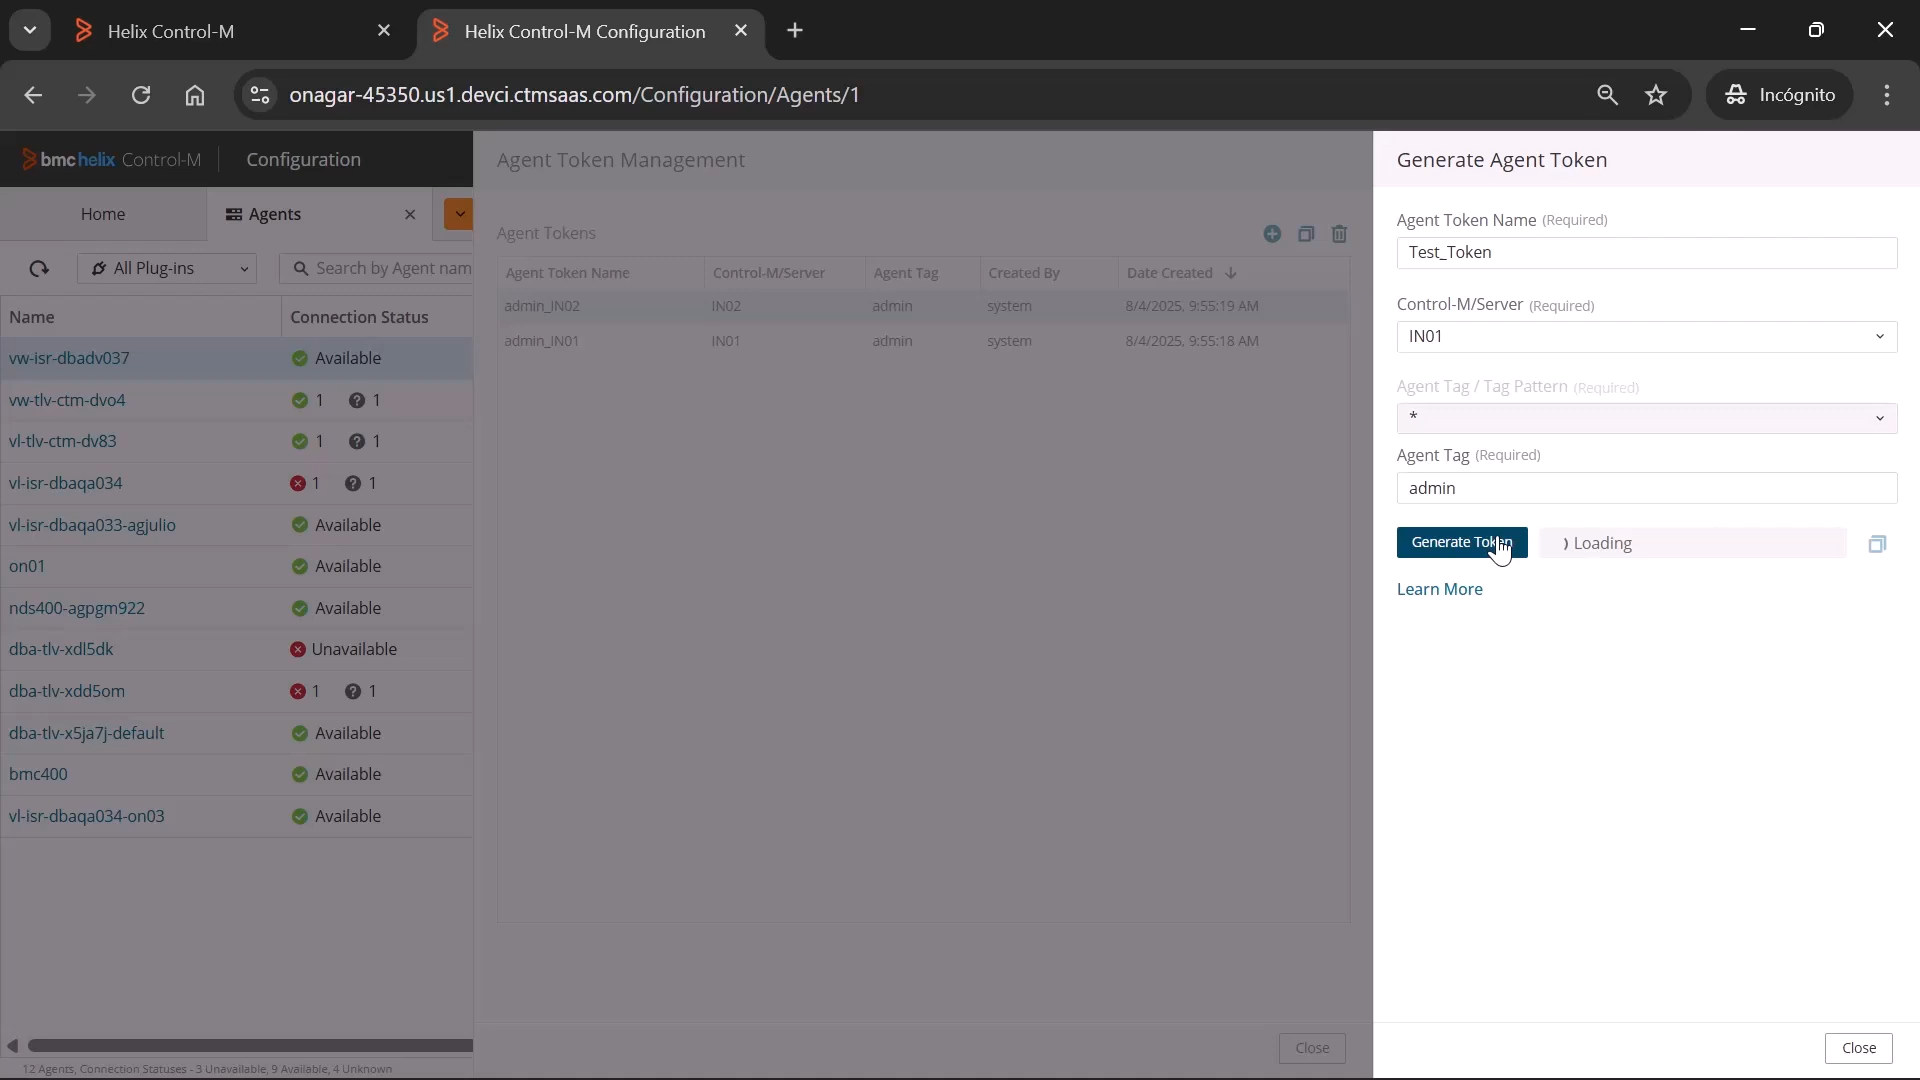 Helix Control-M
Helix Control-M Configuration
onagar-45350.us1.devci.ctmsaas.com/Configuration/Agents/1
Incógnito
bmc helix Control-M
Configuration
Home
Agents
All Plug-ins
Search by Agent nam
Name
Connection Status
vw-isr-dbadv037
Available
vw-tlv-ctm-dvo4
1 1
vl-tlv-ctm-dv83
1 1
vl-isr-dbaqa034
1 1
vl-isr-dbaqa033-agjulio
Available
on01
Available
nds400-agpgm922
Available
dba-tlv-xdl5dk
Unavailable
dba-tlv-xdd5om
1 1
dba-tlv-x5ja7j-default
Available
bmc400
Available
vl-isr-dbaqa034-on03
Available
12 Agents, Connection Statuses - 3 Unavailable, 9 Available, 4 Unknown
Agent Token Management
Agent Tokens
Agent Token Name Control-M/Server Agent Tag Created By Date Created
admin_IN02 IN02 admin system 8/4/2025, 9:55:19 AM
admin_IN01 IN01 admin system 8/4/2025, 9:55:18 AM
Close
Generate Agent Token
Agent Token Name (Required)
Test_Token
Control-M/Server (Required)
IN01
Agent Tag / Tag Pattern (Required)
*
Agent Tag (Required)
admin
Generate Token
Loading
Learn More
Close